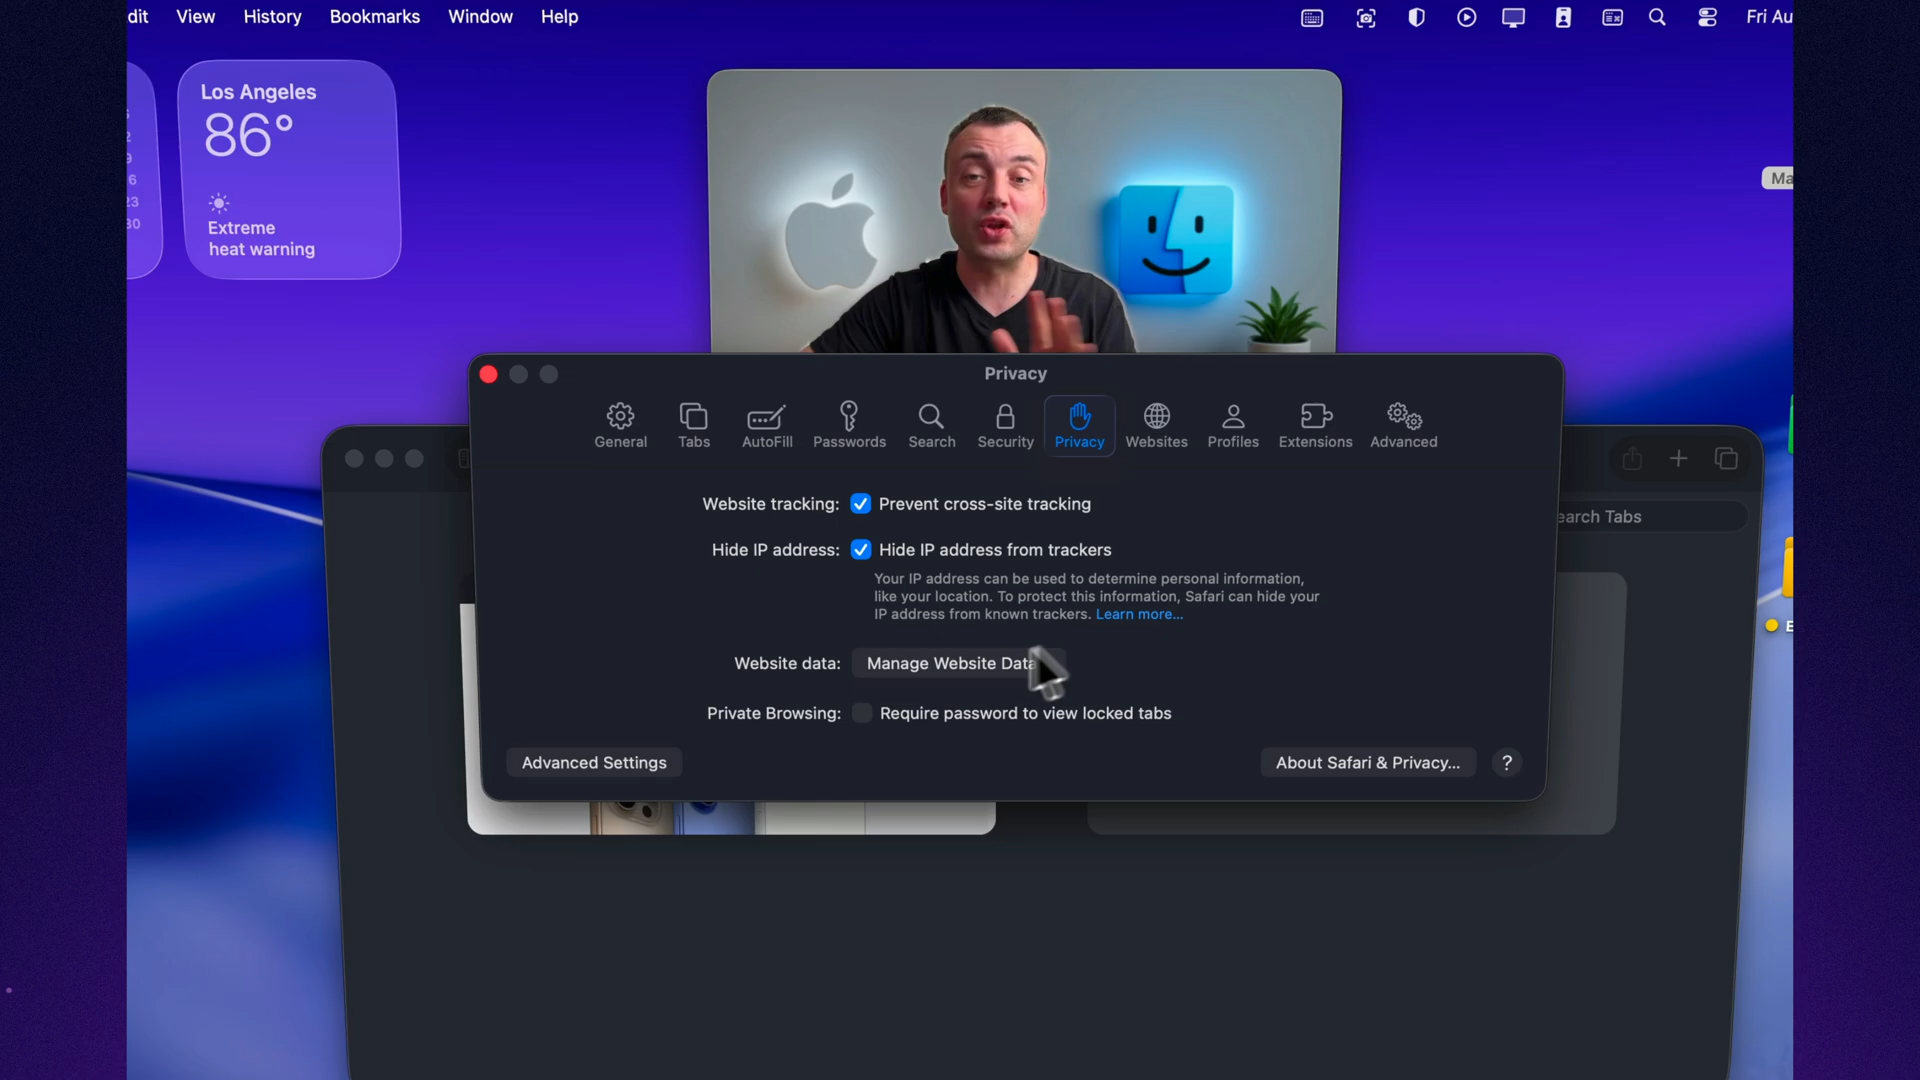 dit View History Bookmarks Window Help Fri Au
Los Angeles
86°
Extreme
heat warning
6
23
30
Ma
Privacy
General Tabs AutoFill Passwords Search Security Privacy Websites Profiles Extensions Advanced
Website tracking: Prevent cross-site tracking
earch Tabs
Hide IP address: Hide IP address from trackers
Your IP address can be used to determine personal information,
like your location. To protect this information, Safari can hide your
IP address from known trackers. Learn more...
E
Website data: Manage Website Data
Private Browsing: Require password to view locked tabs
Advanced Settings About Safari & Privacy... ?